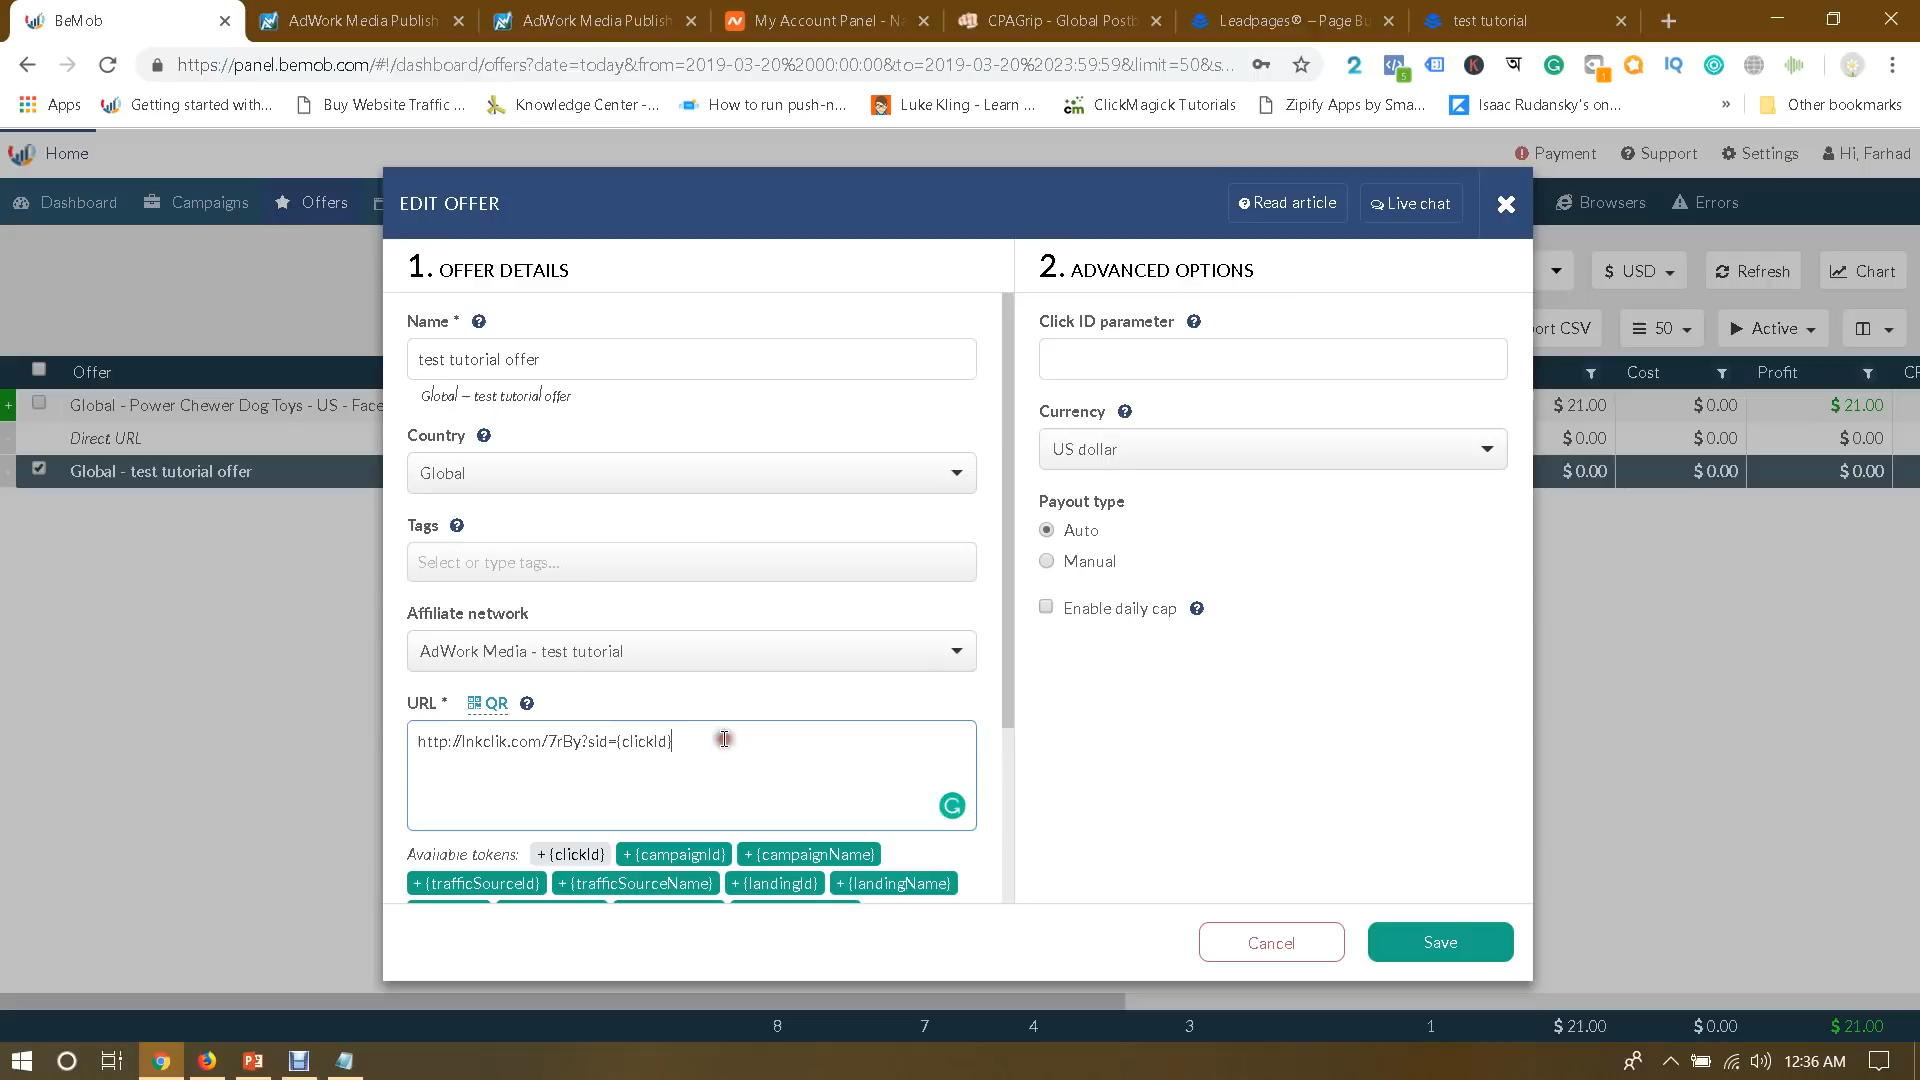 BeMob
AdWork Media Publish
AdWork Media Publish
My Account Panel - Na
CPAGrip - Global Postb
Leadpages® – Page Bu
test tutorial
https://panel.bemob.com/#!/dashboard/offers?date=today&from=2019-03-20%2000:00:00&to=2019-03-20%2023:59:59&limit=50&s...
Apps
Getting started with...
Buy Website Traffic ...
Knowledge Center -...
How to run push-n...
Luke Kling - Learn ...
ClickMagick Tutorials
Zipify Apps by Sma...
Isaac Rudansky's on...
»
Other bookmarks
Home
Payment
Support
Settings
Hi, Farhad
Dashboard
Campaigns
Offers
Browsers
Errors
EDIT OFFER
Read article
Live chat
1. OFFER DETAILS
2. ADVANCED OPTIONS
$ USD
Refresh
Chart
ort CSV
50
Active
Offer
Cost
Profit
CP
Global - Power Chewer Dog Toys - US - Face
$ 21.00
$ 0.00
$ 21.00
Direct URL
$ 0.00
$ 0.00
$ 0.00
Global - test tutorial offer
$ 0.00
$ 0.00
$ 0.00
Name *
test tutorial offer
Global – test tutorial offer
Country
Global
Tags
Select or type tags...
Affiliate network
AdWork Media - test tutorial
URL *
QR
http://lnkclik.com/7rBy?sid={clickId}
Available tokens: + {clickId} + {campaignId} + {campaignName}
+ {trafficSourceId} + {trafficSourceName} + {landingId} + {landingName}
Click ID parameter
Currency
US dollar
Payout type
Auto
Manual
Enable daily cap
Cancel
Save
8
7
4
3
1
$ 21.00
$ 0.00
$ 21.00
12:36 AM